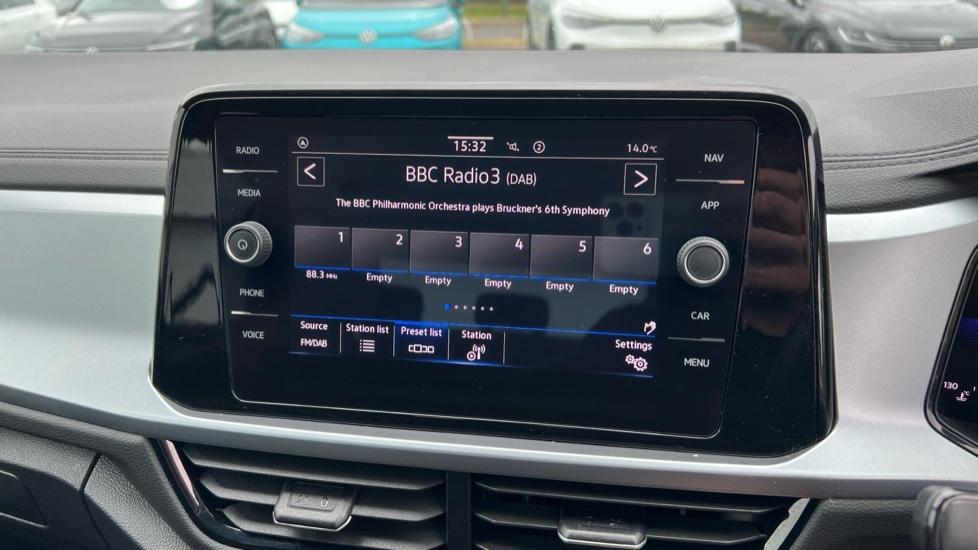 RADIO
MEDIA
PHONE
VOICE
15:32 2 14.0 °C
BBC Radio3 (DAB)
The BBC Philharmonic Orchestra plays Bruckner's 6th Symphony
1 2 3 4 5 6
88.3 MHz Empty Empty Empty Empty Empty
Source Station list Preset list Station Settings
FM/DAB
NAV
APP
CAR
MENU
130 °C